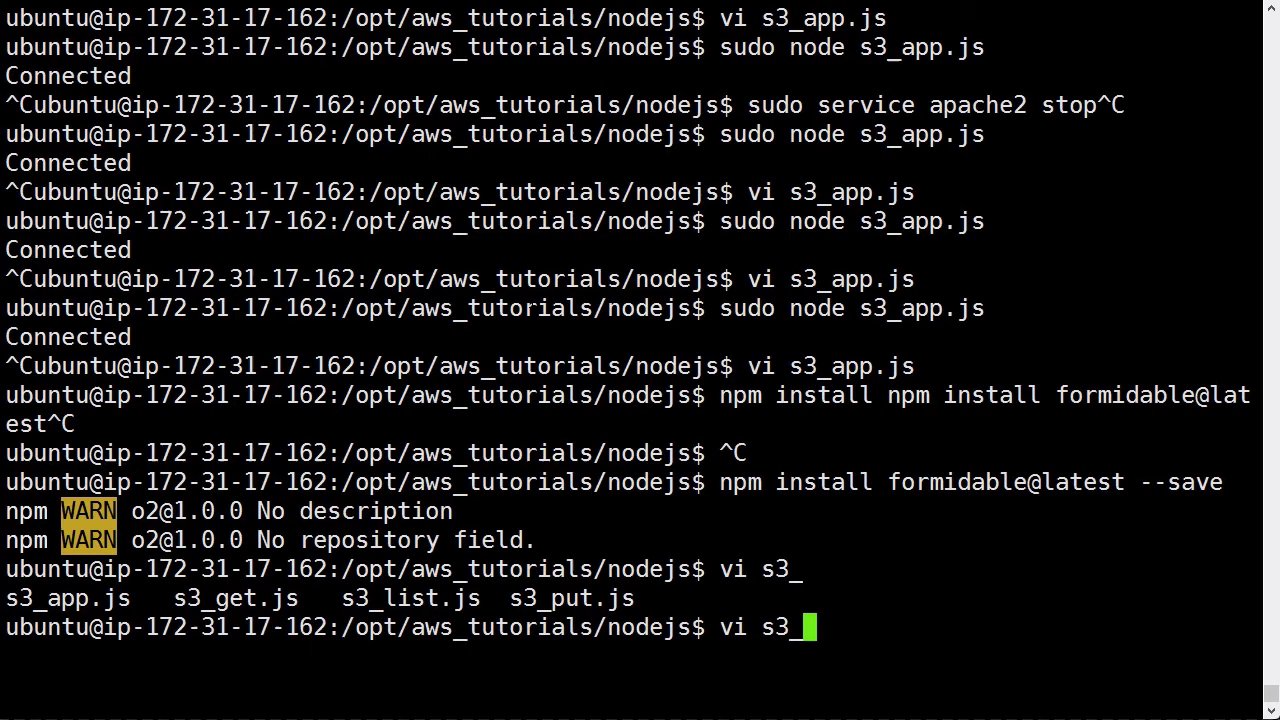 ubuntu@ip-172-31-17-162:/opt/aws_tutorials/nodejs$ vi s3_app.js
ubuntu@ip-172-31-17-162:/opt/aws_tutorials/nodejs$ sudo node s3_app.js
Connected
^Cubuntu@ip-172-31-17-162:/opt/aws_tutorials/nodejs$ sudo service apache2 stop^C
ubuntu@ip-172-31-17-162:/opt/aws_tutorials/nodejs$ sudo node s3_app.js
Connected
^Cubuntu@ip-172-31-17-162:/opt/aws_tutorials/nodejs$ vi s3_app.js
ubuntu@ip-172-31-17-162:/opt/aws_tutorials/nodejs$ sudo node s3_app.js
Connected
^Cubuntu@ip-172-31-17-162:/opt/aws_tutorials/nodejs$ vi s3_app.js
ubuntu@ip-172-31-17-162:/opt/aws_tutorials/nodejs$ sudo node s3_app.js
Connected
^Cubuntu@ip-172-31-17-162:/opt/aws_tutorials/nodejs$ vi s3_app.js
ubuntu@ip-172-31-17-162:/opt/aws_tutorials/nodejs$ npm install npm install formidable@lat
est^C
ubuntu@ip-172-31-17-162:/opt/aws_tutorials/nodejs$ ^C
ubuntu@ip-172-31-17-162:/opt/aws_tutorials/nodejs$ npm install formidable@latest --save
npm WARN o2@1.0.0 No description
npm WARN o2@1.0.0 No repository field.
ubuntu@ip-172-31-17-162:/opt/aws_tutorials/nodejs$ vi s3_
s3_app.js   s3_get.js   s3_list.js  s3_put.js
ubuntu@ip-172-31-17-162:/opt/aws_tutorials/nodejs$ vi s3_